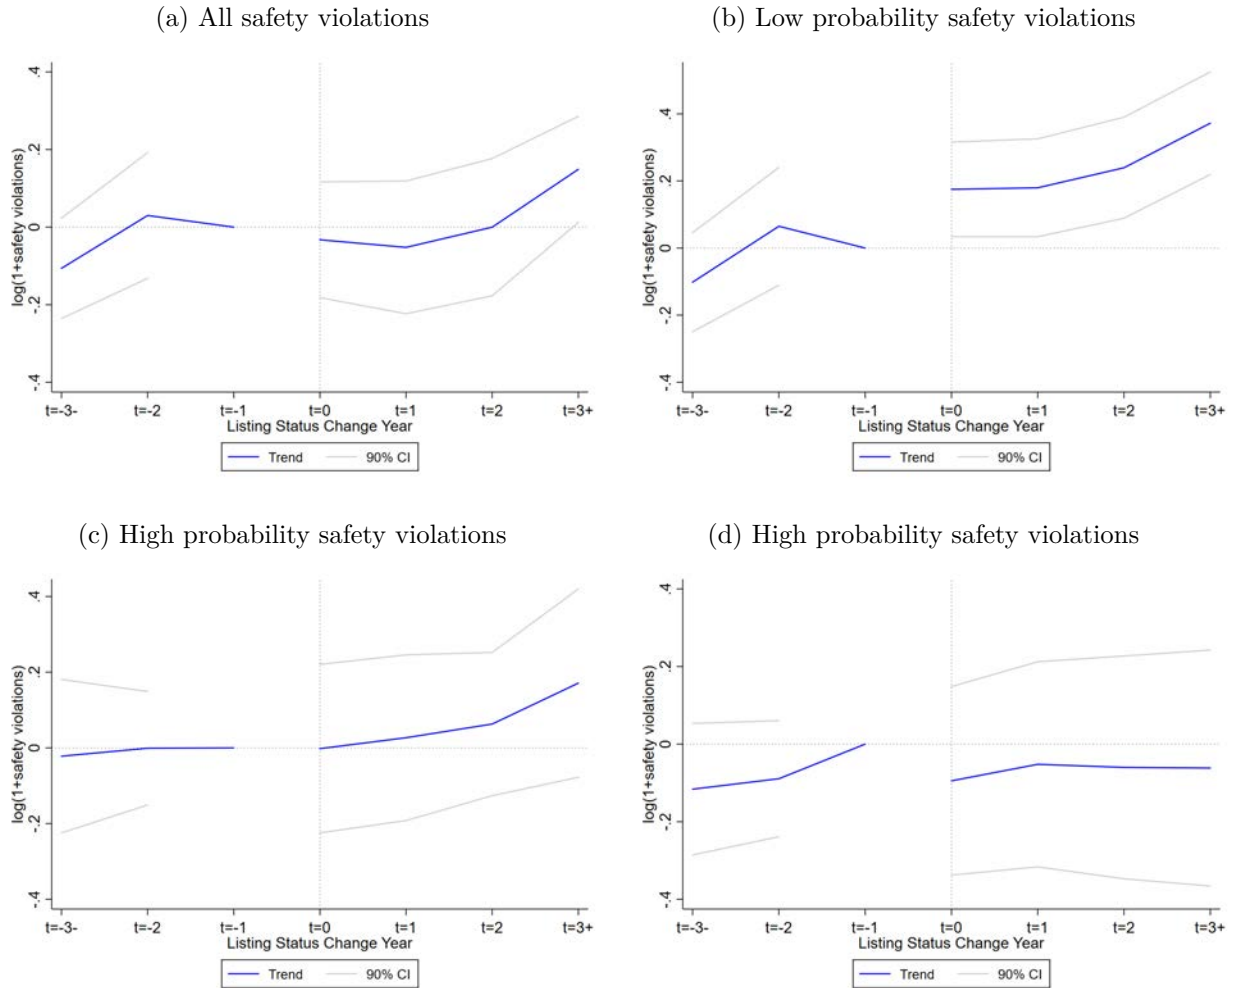 (a) All safety violations
log(1+safety violations)
.4
.2
0
-.2
-.4
t=-3-
t=-2
t=-1
t=0
t=1
t=2
t=3+
Listing Status Change Year
Trend
90% CI
(b) Low probability safety violations
log(1+safety violations)
.4
.2
0
-.2
-.4
t=-3-
t=-2
t=-1
t=0
t=1
t=2
t=3+
Listing Status Change Year
Trend
90% CI
(c) High probability safety violations
log(1+safety violations)
.4
.2
0
-.2
-.4
t=-3-
t=-2
t=-1
t=0
t=1
t=2
t=3+
Listing Status Change Year
Trend
90% CI
(d) High probability safety violations
log(1+safety violations)
.4
.2
0
-.2
-.4
t=-3-
t=-2
t=-1
t=0
t=1
t=2
t=3+
Listing Status Change Year
Trend
90% CI